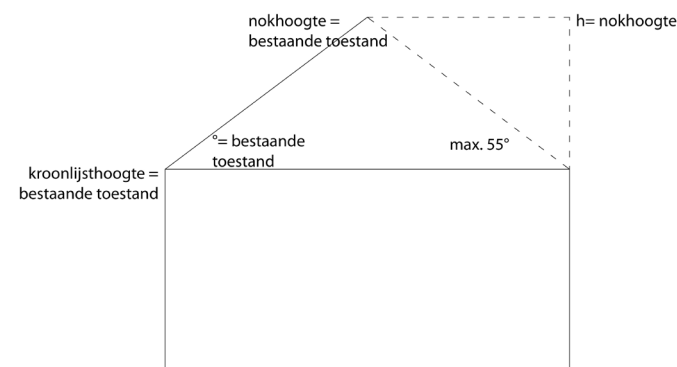 nokhoogte =
bestaande toestand
h= nokhoogte
°= bestaande
toestand
max. 55°
kroonlijsthoogte =
bestaande toestand